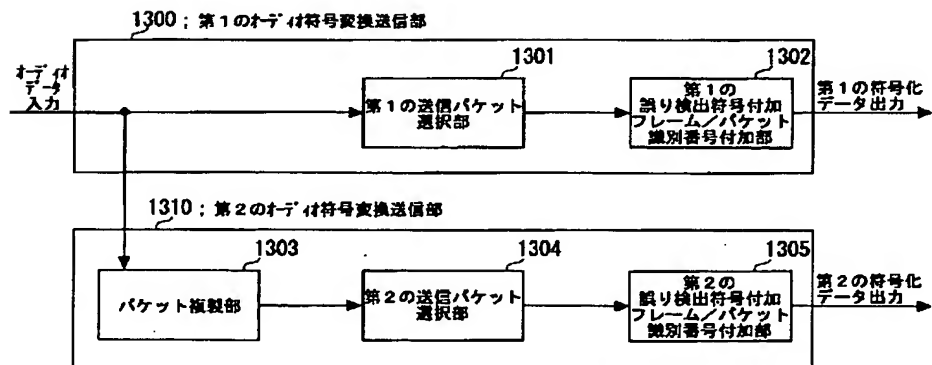 1300；第１のオーディオ符号変換送信部
オーディオ
データ
入力
1301
第１の送信パケット
選択部
1302
第１の
誤り検出符号付加
フレーム／パケット
識別番号付加部
第１の符号化
データ出力
1310；第２のオーディオ符号変換送信部
1303
パケット複製部
1304
第２の送信パケット
選択部
1305
第２の
誤り検出符号付加
フレーム／パケット
識別番号付加部
第２の符号化
データ出力